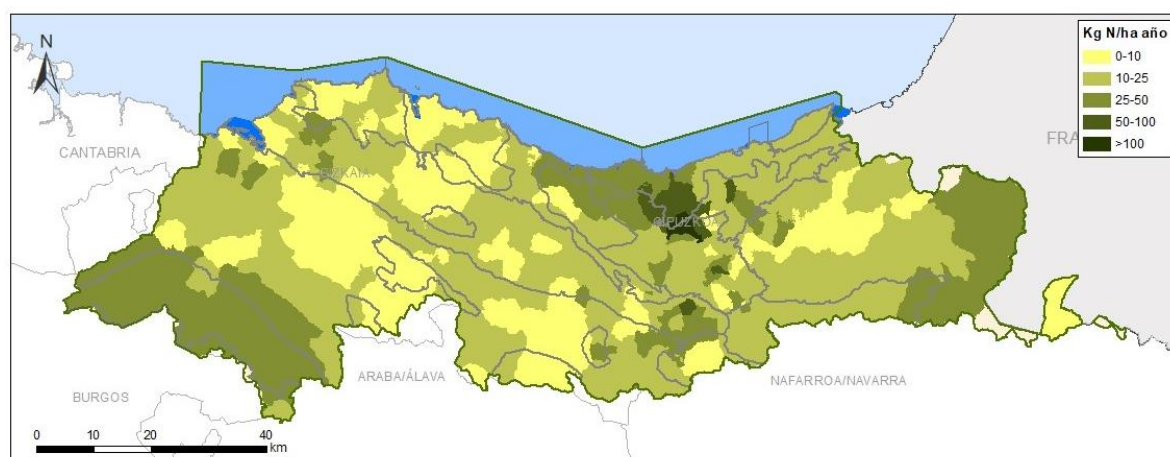 N
Kg N/ha año
0-10
10-25
25-50
50-100
>100
CANTABRIA
BIZKAIA
GIPUZKOA
FRA
ARABA/ÁLAVA
NAFARROA/NAVARRA
BURGOS
0 10 20 40
km